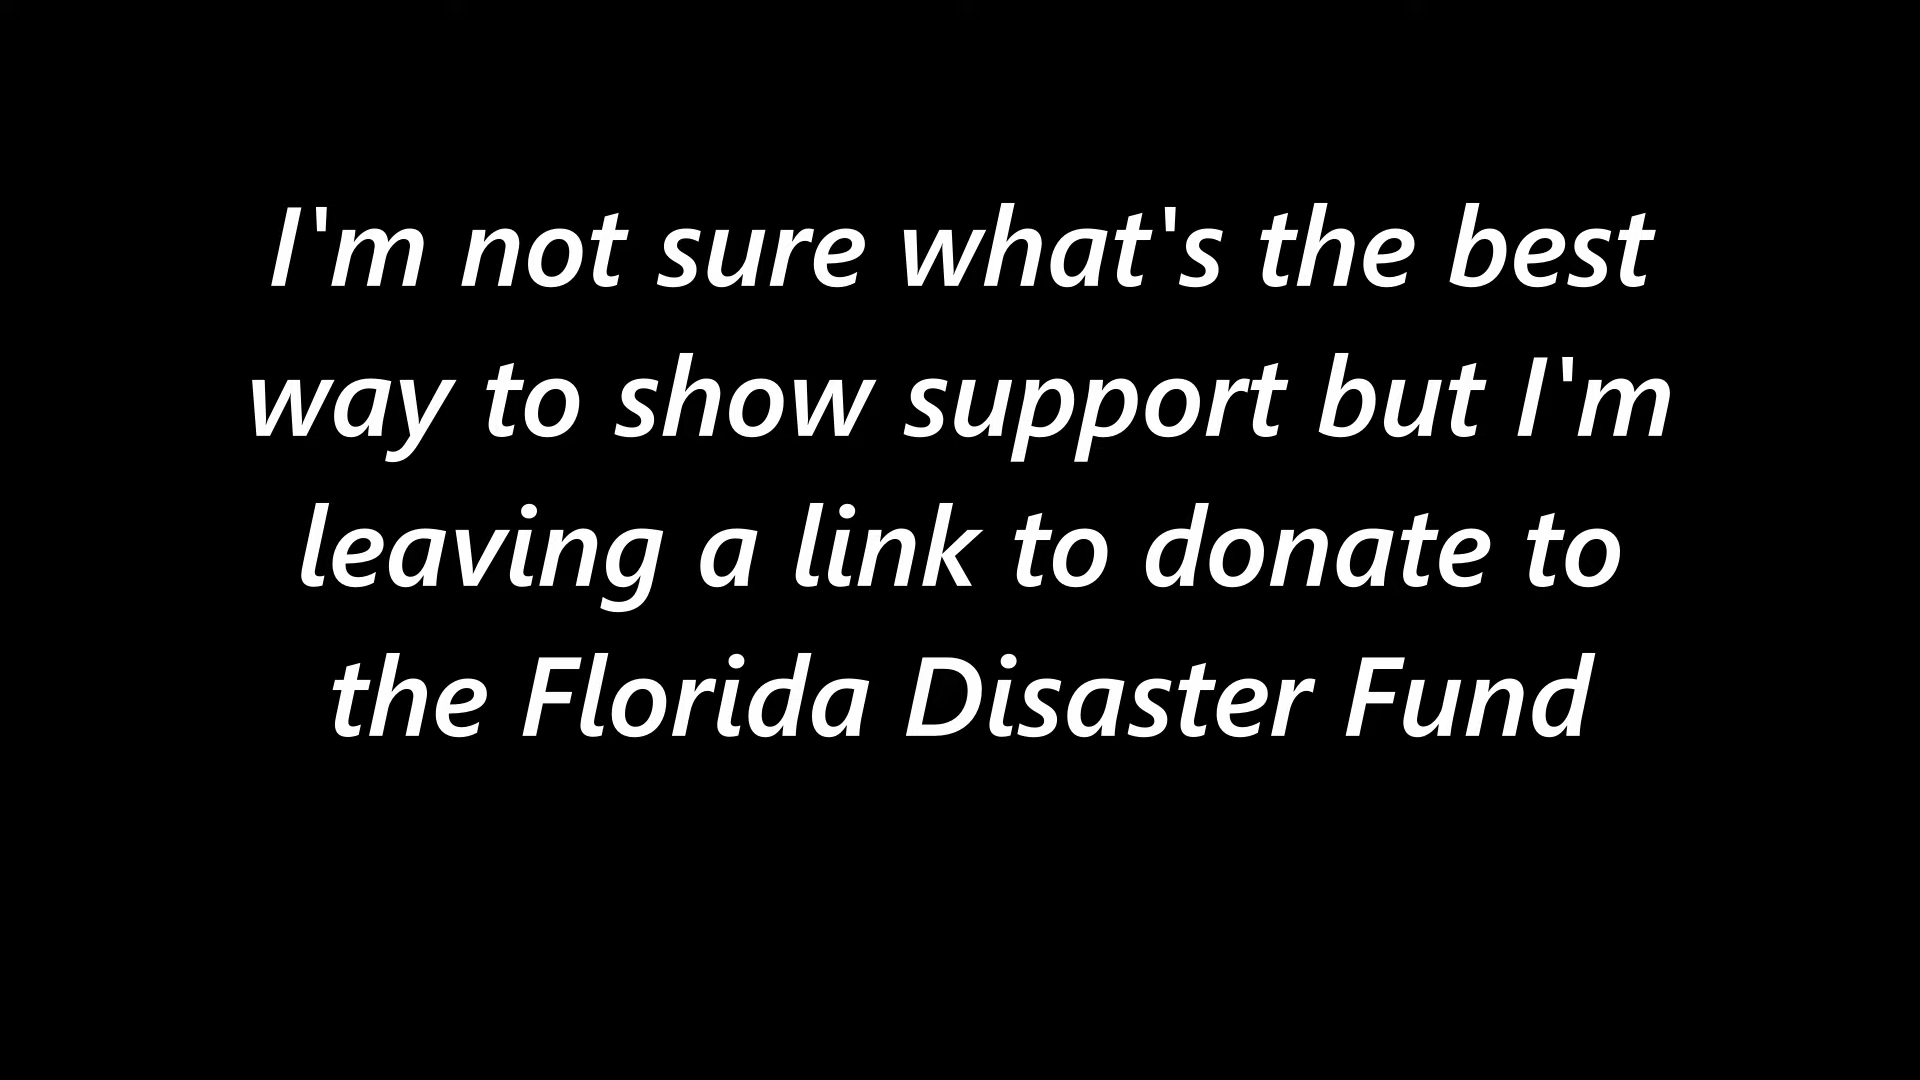 I'm not sure what's the best
way to show support but I'm
leaving a link to donate to
the Florida Disaster Fund